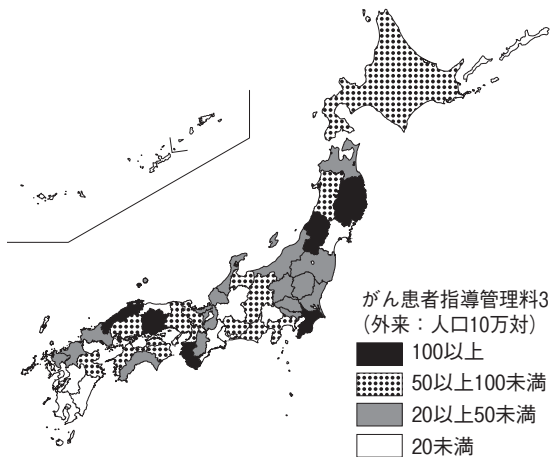 がん患者指導管理料3
(外来:人口10万対)
100以上
50以上100未満
20以上50未満
20未満